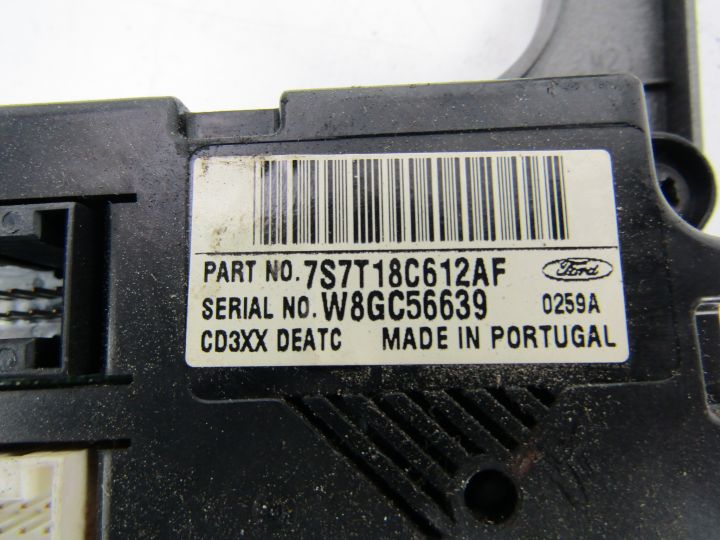 PART NO. 7S7T18C612AF Ford
SERIAL NO. W8GC56639 0259A
CD3XX DEATC MADE IN PORTUGAL